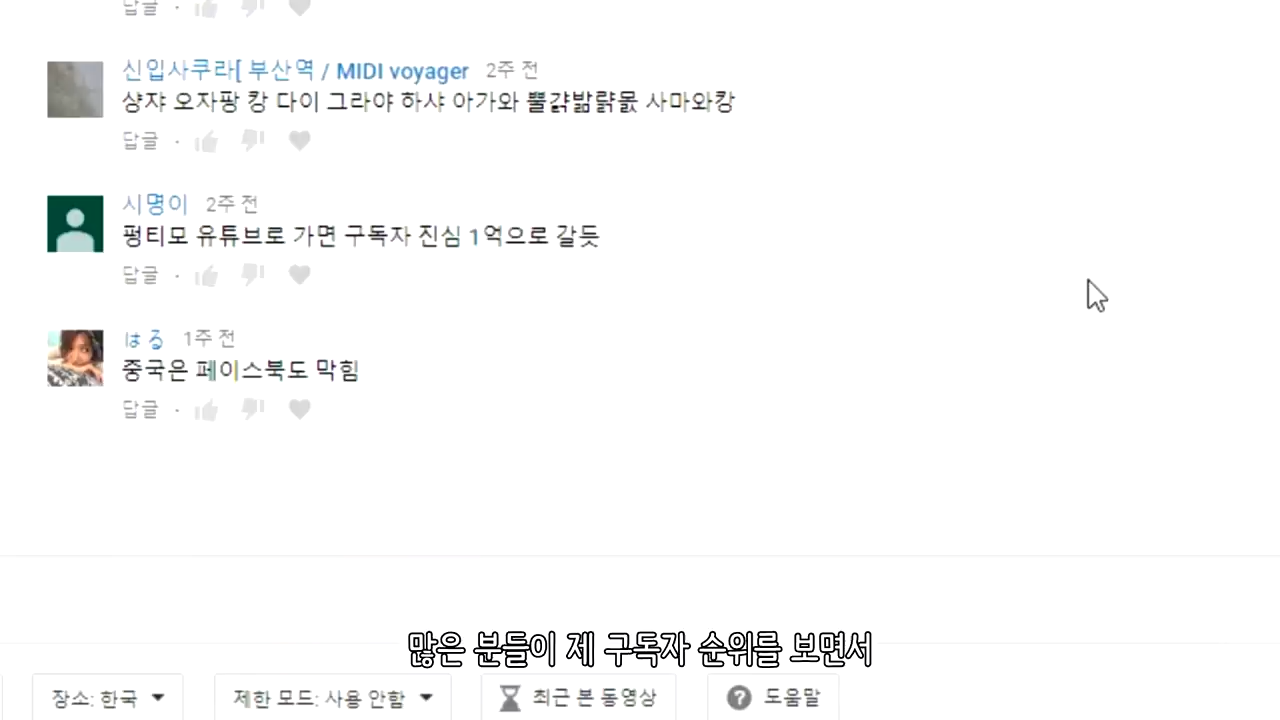 답글
신입사쿠라[ 부산역 / MIDI voyager 2주 전
샹쟈 오자팡 캉 다이 그라야 하샤 아가와 사마와캉
답글
시명이 2주 전
펑티모 유튜브로 가면 구독자 진심 1억으로 갈듯
답글
はる 1주 전
중국은 페이스북도 막힘
답글
많은 분들이 제 구독자 순위를 보면서
장소: 한국
제한 모드: 사용 안함
최근 본 동영상
도움말